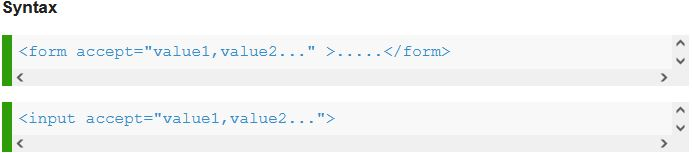 Syntax
<form accept="value1,value2..." >.....</form>
<input accept="value1,value2...">